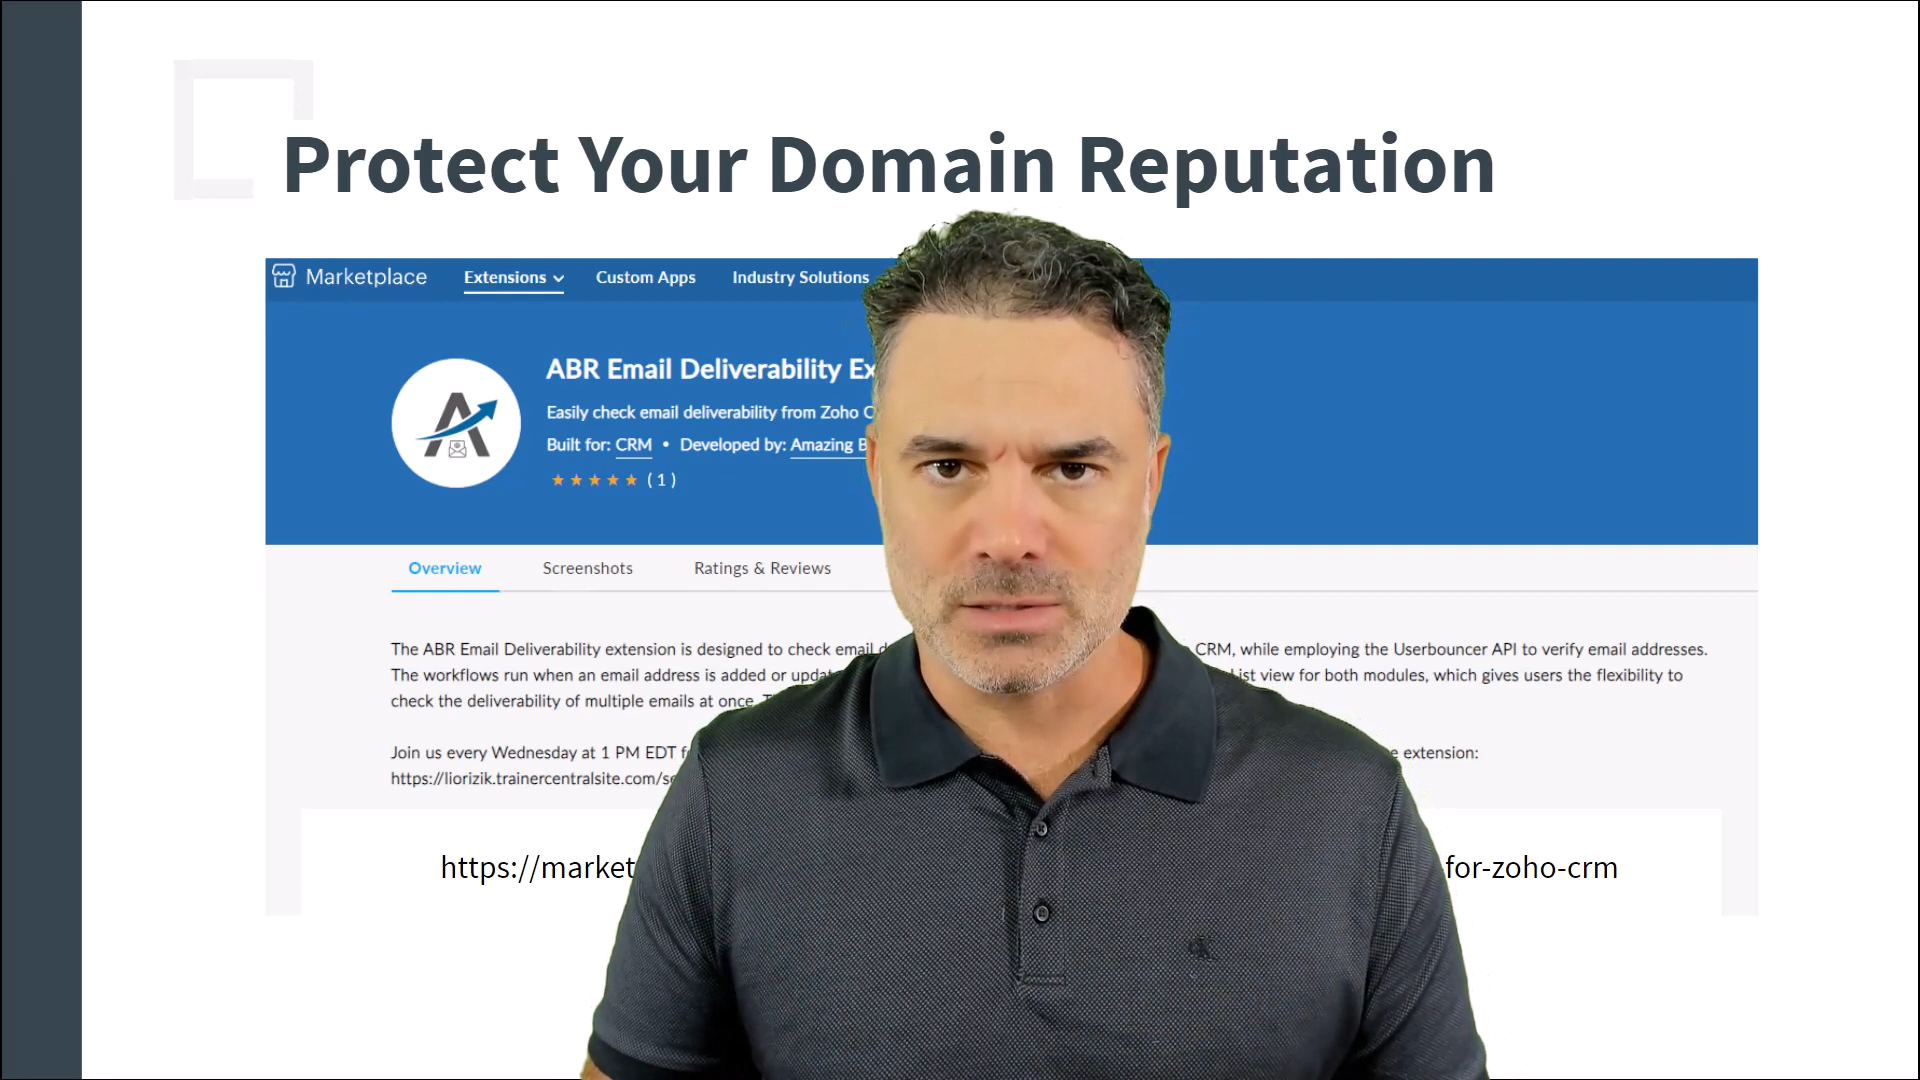 Protect Your Domain Reputation
Marketplace Extensions Custom Apps Industry Solutions
ABR Email Deliverability Ex
Easily check email deliverability from Zoho C
Built for: CRM • Developed by: Amazing B
★★★★★ ( 1 )
Overview Screenshots Ratings & Reviews
The ABR Email Deliverability extension is designed to check email d CRM, while employing the Userbouncer API to verify email addresses.
The workflows run when an email address is added or updat ist view for both modules, which gives users the flexibility to
check the deliverability of multiple emails at once.
Join us every Wednesday at 1 PM EDT f e extension:
https://liorizik.trainercentralsite.com/se
https://market for-zoho-crm
cK